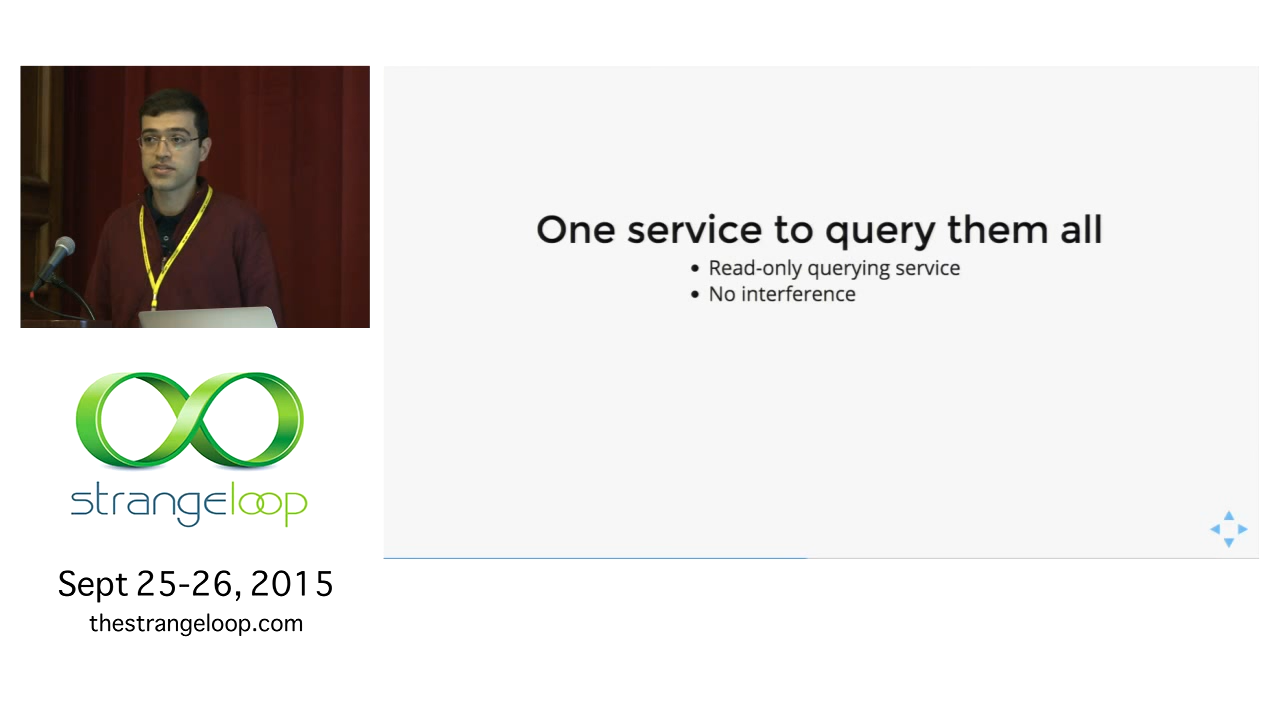 One service to query them all
Read-only querying service
No interference
strangeloop
Sept 25-26, 2015
thestrangeloop.com